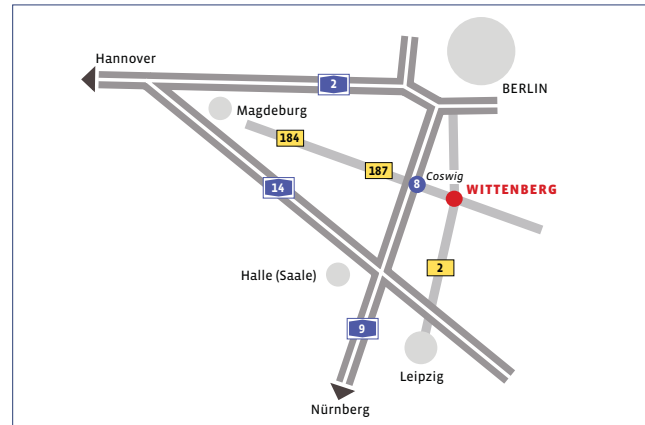 Hannover
2
BERLIN
Magdeburg
184
187
Coswig
8
14
WITTENBERG
2
Halle (Saale)
9
Leipzig
Nürnberg